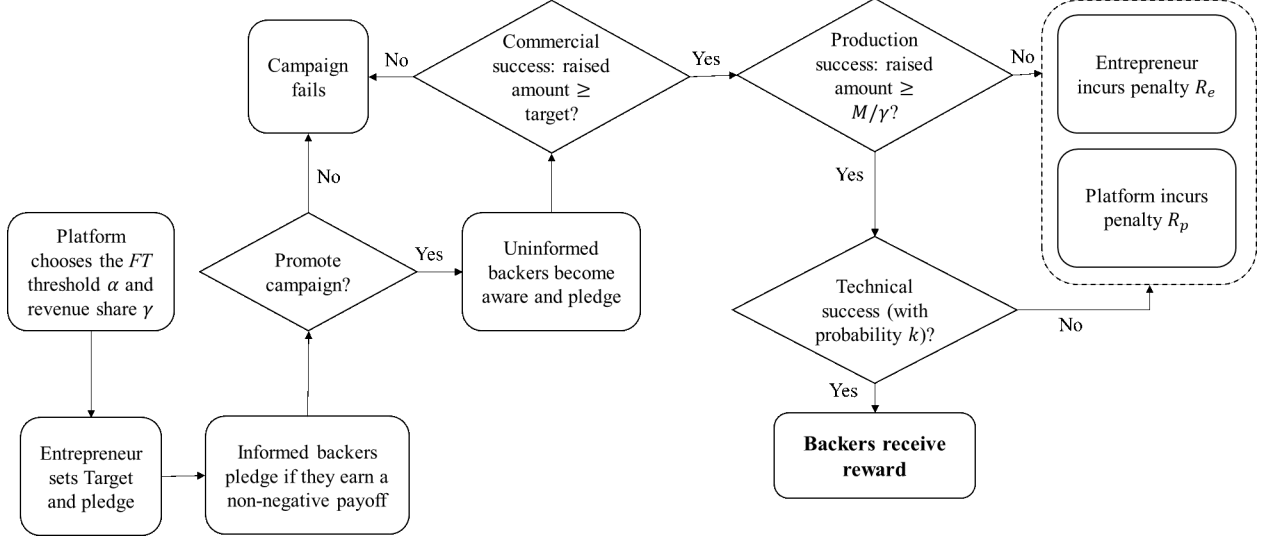 Platform
chooses the FT
threshold α and
revenue share γ
Entrepreneur
sets Target
and pledge
Informed backers
pledge if they earn a
non-negative payoff
Promote
campaign?
No
Campaign
fails
Yes
Uninformed
backers become
aware and pledge
Commercial
success: raised
amount ≥
target?
No
Yes
Production
success: raised
amount ≥
M/γ?
No
Entrepreneur
incurs penalty Rₑ
Platform incurs
penalty Rₚ
Yes
Technical
success (with
probability k)?
No
Yes
Backers receive
reward